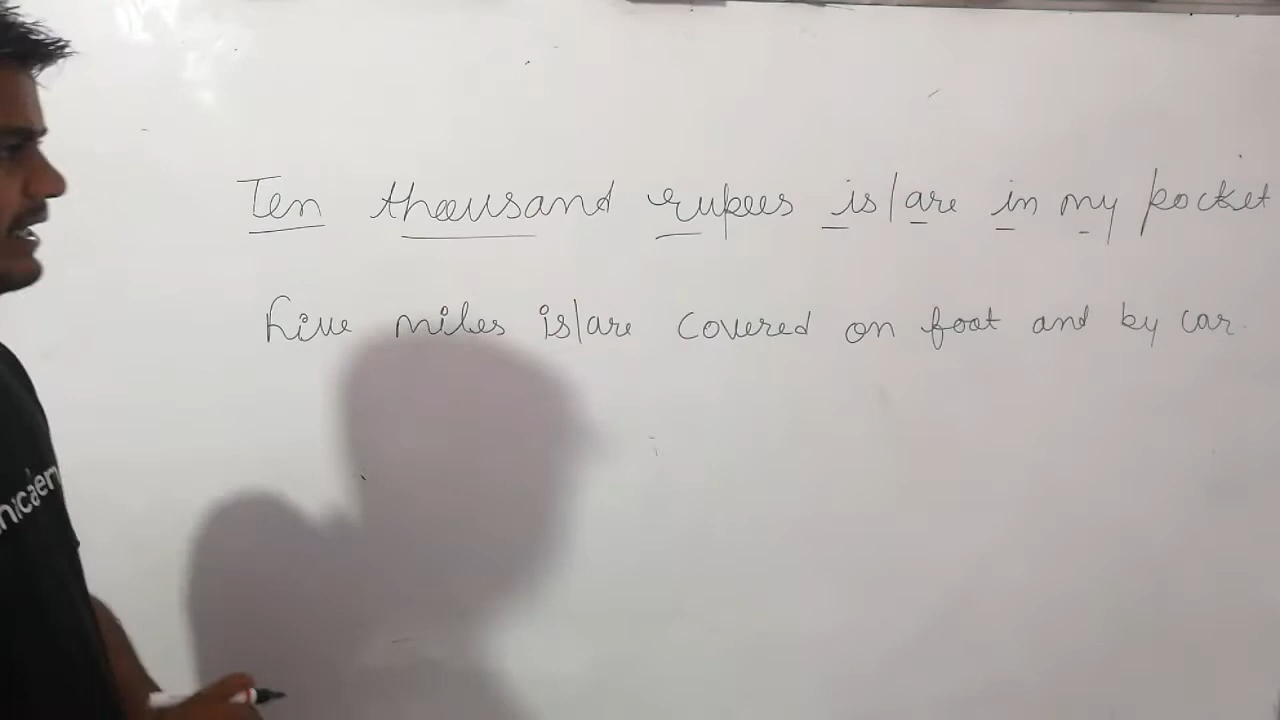 Ten thousand rupees is/are in my pocket
Five miles is/are covered on foot and by car.